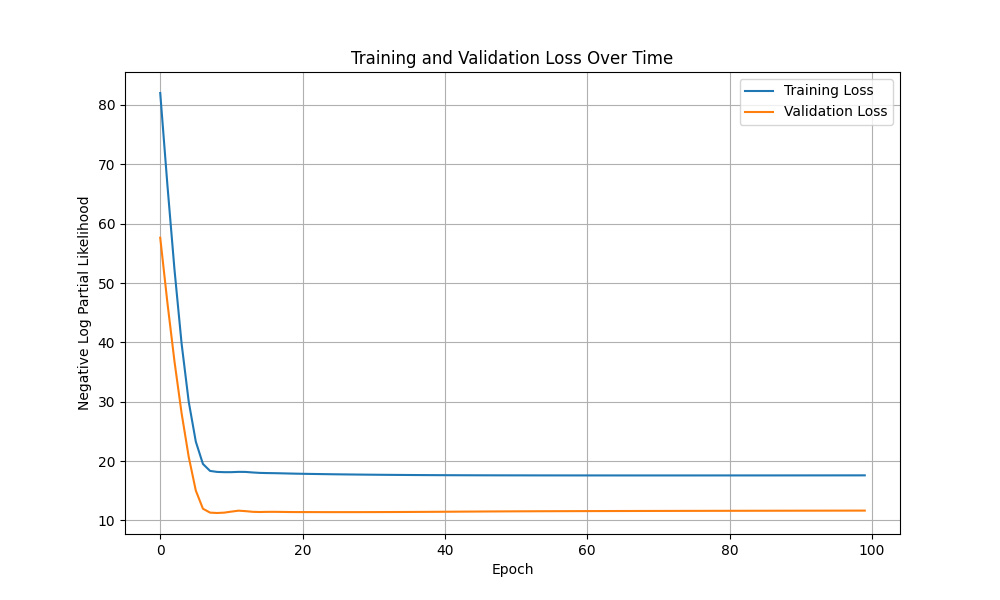 Training and Validation Loss Over Time
Training Loss
Validation Loss
Negative Log Partial Likelihood
80
70
60
50
40
30
20
10
0
20
40
60
80
100
Epoch